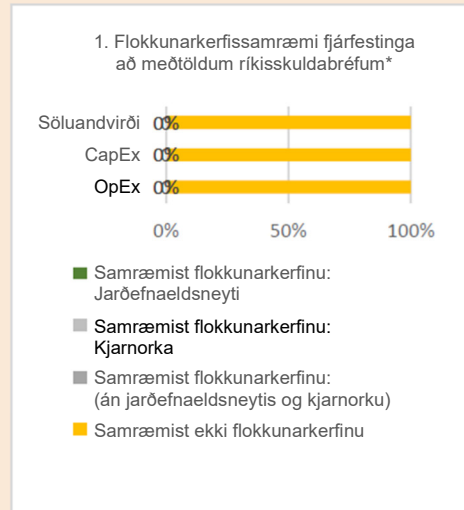 1. Flokkunarkerfissamræmi fjárfestinga
að meðtöldum ríkisskuldabréfum*
Söluandvirði 0%
CapEx 0%
OpEx 0%
0% 50% 100%
Samræmist flokkunarkerfinu:
Jarðefnaeldsneyti
Samræmist flokkunarkerfinu:
Kjarnorka
Samræmist flokkunarkerfinu:
(án jarðefnaeldsneytis og kjarnorku)
Samræmist ekki flokkunarkerfinu